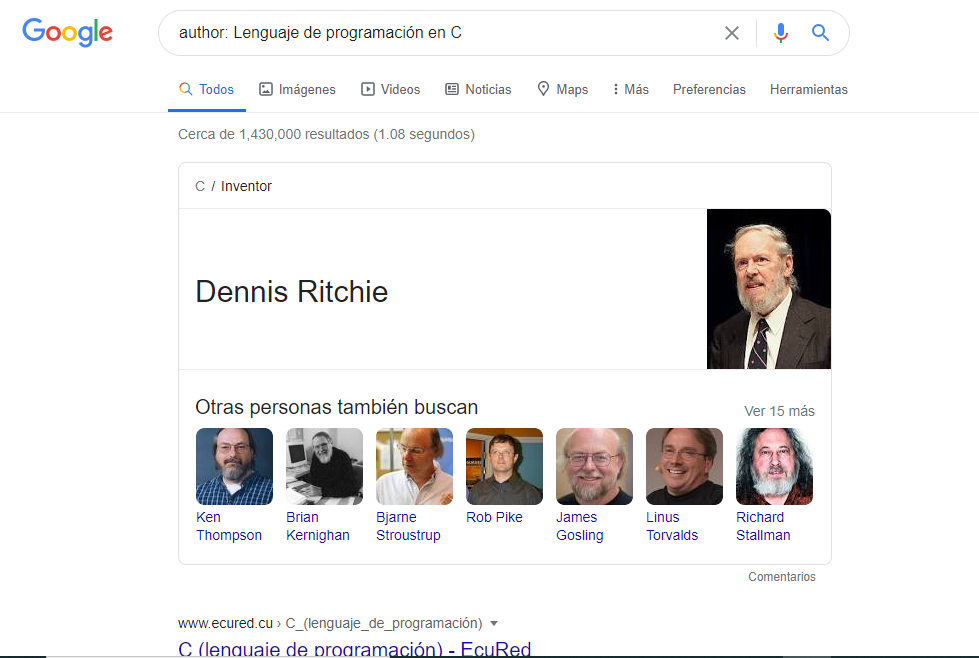 Google
author: Lenguaje de programación en C
Todos Imágenes Videos Noticias Maps Más Preferencias Herramientas
Cerca de 1,430,000 resultados (1.08 segundos)
C / Inventor
Dennis Ritchie
Otras personas también buscan
Ver 15 más
Ken Thompson
Brian Kernighan
Bjarne Stroustrup
Rob Pike
James Gosling
Linus Torvalds
Richard Stallman
Comentarios
www.ecured.cu › C_(lenguaje_de_programación)
C (lenguaje de programación) - EcuRed